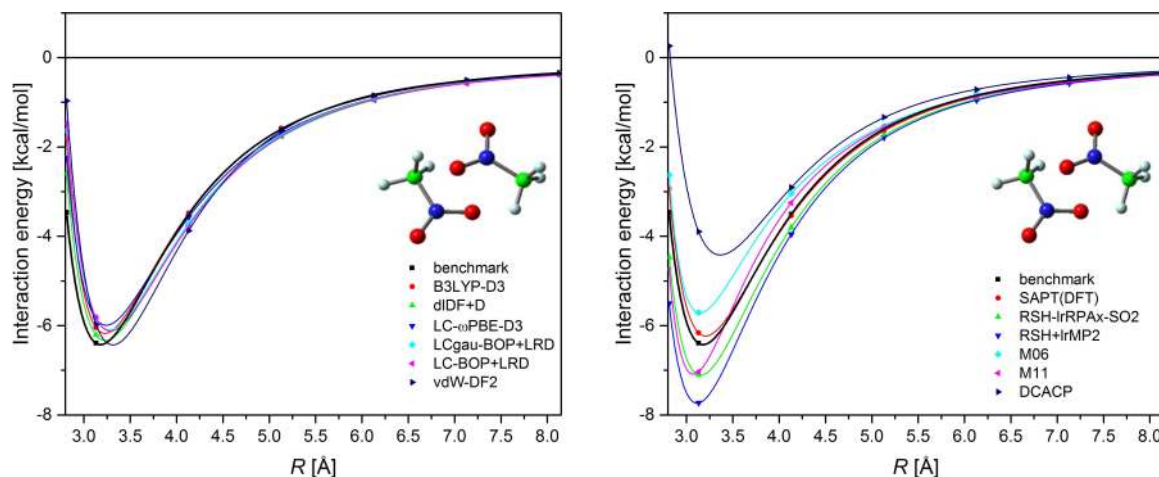 Interaction energy [kcal/mol]
0
-2
-4
-6
-8
benchmark
B3LYP-D3
dlDF+D
LC-ωPBE-D3
LCgau-BOP+LRD
LC-BOP+LRD
vdW-DF2
3.0 3.5 4.0 4.5 5.0 5.5 6.0 6.5 7.0 7.5 8.0
R [Å]
Interaction energy [kcal/mol]
0
-2
-4
-6
-8
benchmark
SAPT(DFT)
RSH-lrRPAx-SO2
RSH+lrMP2
M06
M11
DCACP
3.0 3.5 4.0 4.5 5.0 5.5 6.0 6.5 7.0 7.5 8.0
R [Å]